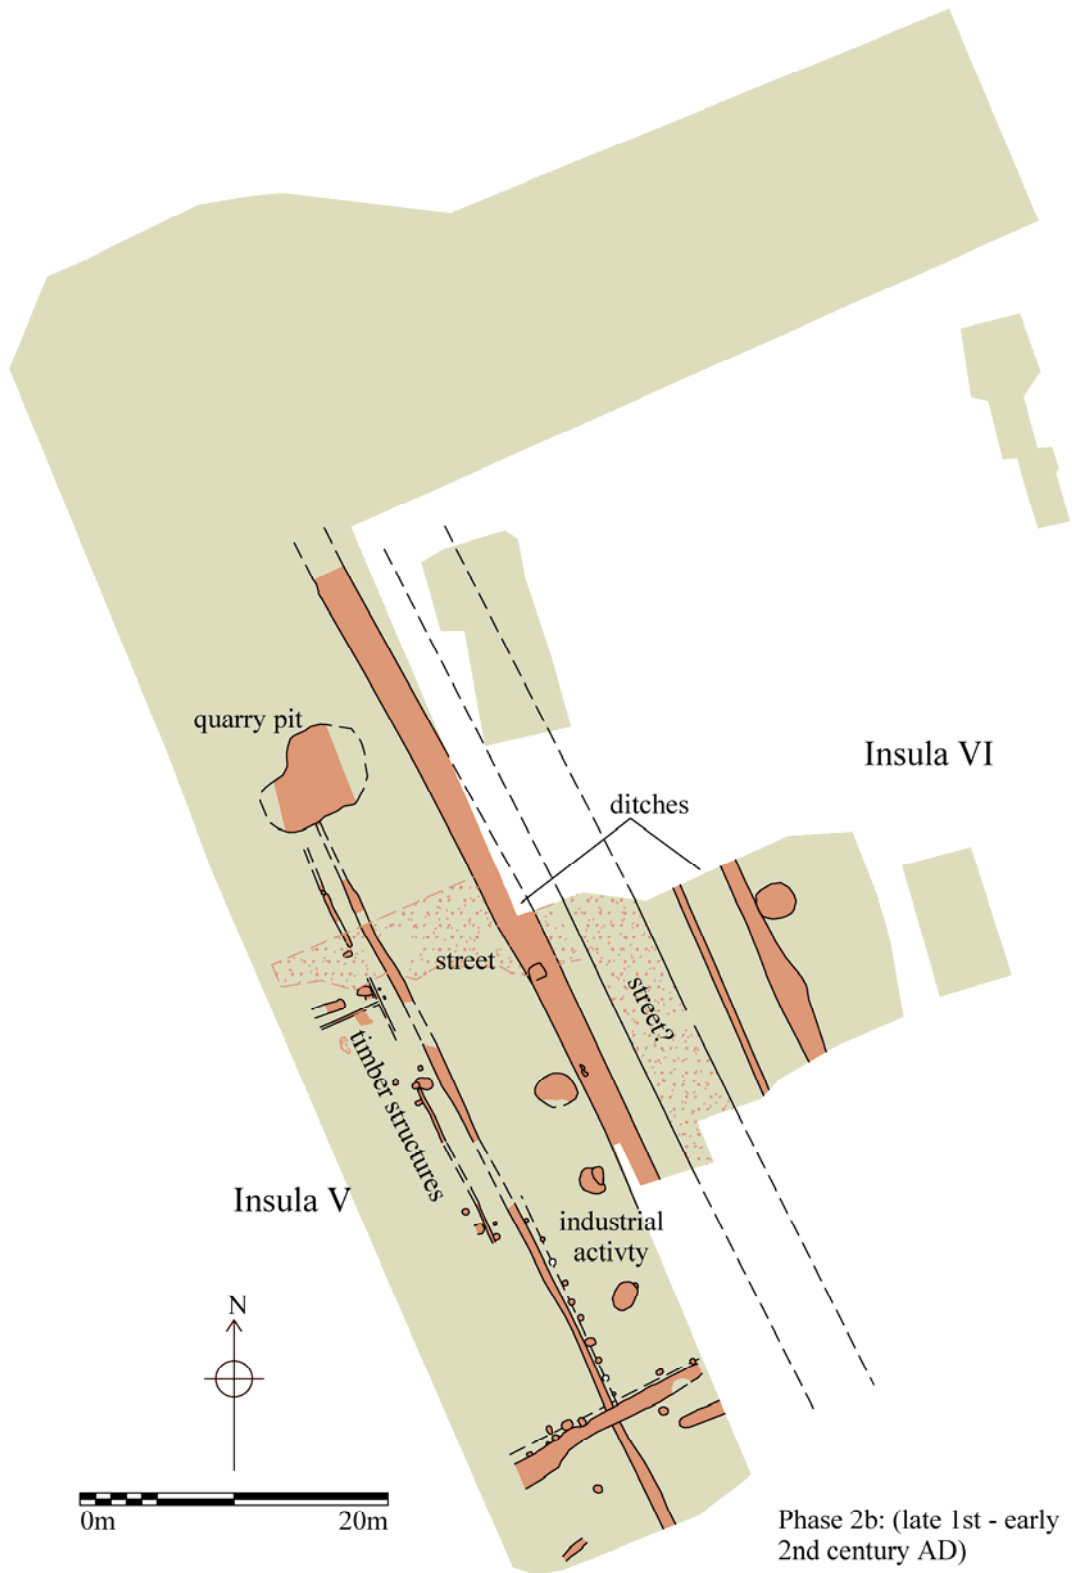 quarry pit
Insula VI
ditches
street
street?
timber structures
Insula V
industrial
activty
N
0m
20m
Phase 2b: (late 1st - early
2nd century AD)